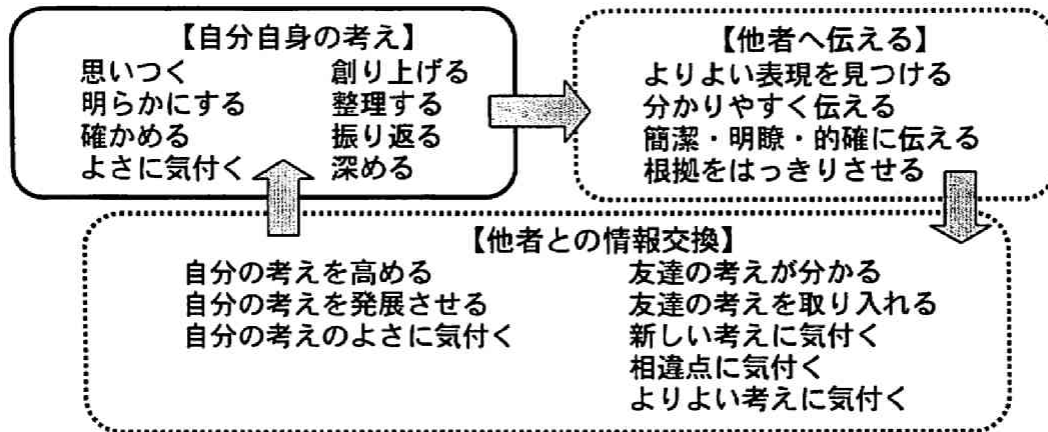 【自分自身の考え】
思いつく 創り上げる
明らかにする 整理する
確かめる 振り返る
よさに気付く 深める
【他者へ伝える】
よりよい表現を見つける
分かりやすく伝える
簡潔・明瞭・的確に伝える
根拠をはっきりさせる
【他者との情報交換】
自分の考えを高める
自分の考えを発展させる
自分の考えのよさに気付く
友達の考えが分かる
友達の考えを取り入れる
新しい考えに気付く
相違点に気付く
よりよい考えに気付く